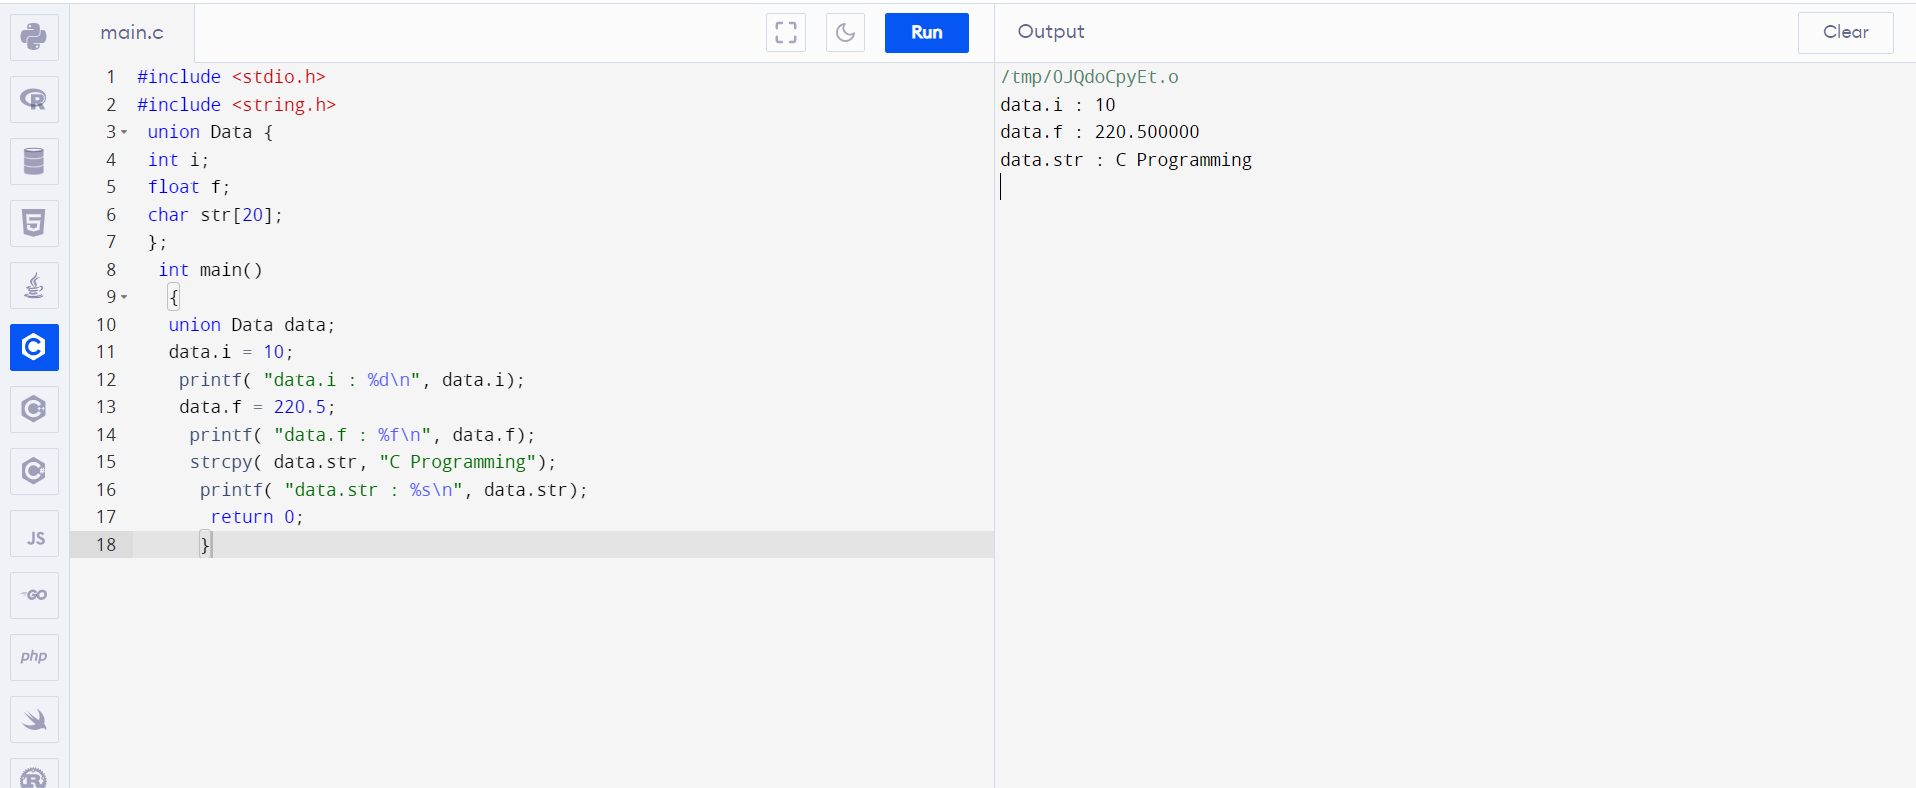 main.c
Run
Output
Clear
1 #include <stdio.h>
2 #include <string.h>
3 union Data {
4 int i;
5 float f;
6 char str[20];
7 };
8 int main()
9 {
10 union Data data;
11 data.i = 10;
12 printf( "data.i : %d\n", data.i);
13 data.f = 220.5;
14 printf( "data.f : %f\n", data.f);
15 strcpy( data.str, "C Programming");
16 printf( "data.str : %s\n", data.str);
17 return 0;
18 }
/tmp/OJQdoCpyEt.o
data.i : 10
data.f : 220.500000
data.str : C Programming
R
5
C
C
C
JS
GO
php
R